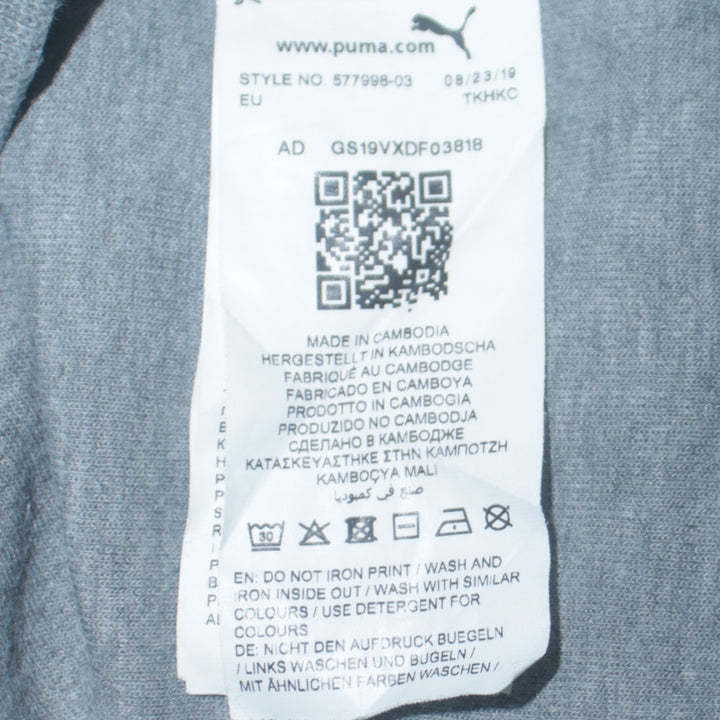 www.puma.com
STYLE NO. 577998-03 08/23/19
EU TKHKC
AD GS19VXDF03818
MADE IN CAMBODIA
HERGESTELLT IN KAMBODSCHA
FABRIQUÉ AU CAMBODGE
FABRICADO EN CAMBOYA
PRODOTTO IN CAMBOGIA
PRODUZIDO NO CAMBODJA
СДЕЛАНО В КАМБОДЖЕ
ΚΑΤΑΣΚΕΥΑΣΤΗΚΕ ΣΤΗΝ ΚΑΜΠΟΤΖΗ
KAMBOÇYA MALI
صنع في كمبوديا
30
EN: DO NOT IRON PRINT / WASH AND
IRON INSIDE OUT / WASH WITH SIMILAR
COLOURS / USE DETERGENT FOR
COLOURS
DE: NICHT DEN AUFDRUCK BUEGELN
/ LINKS WASCHEN UND BÜGELN /
MIT ÄHNLICHEN FARBEN WASCHEN /